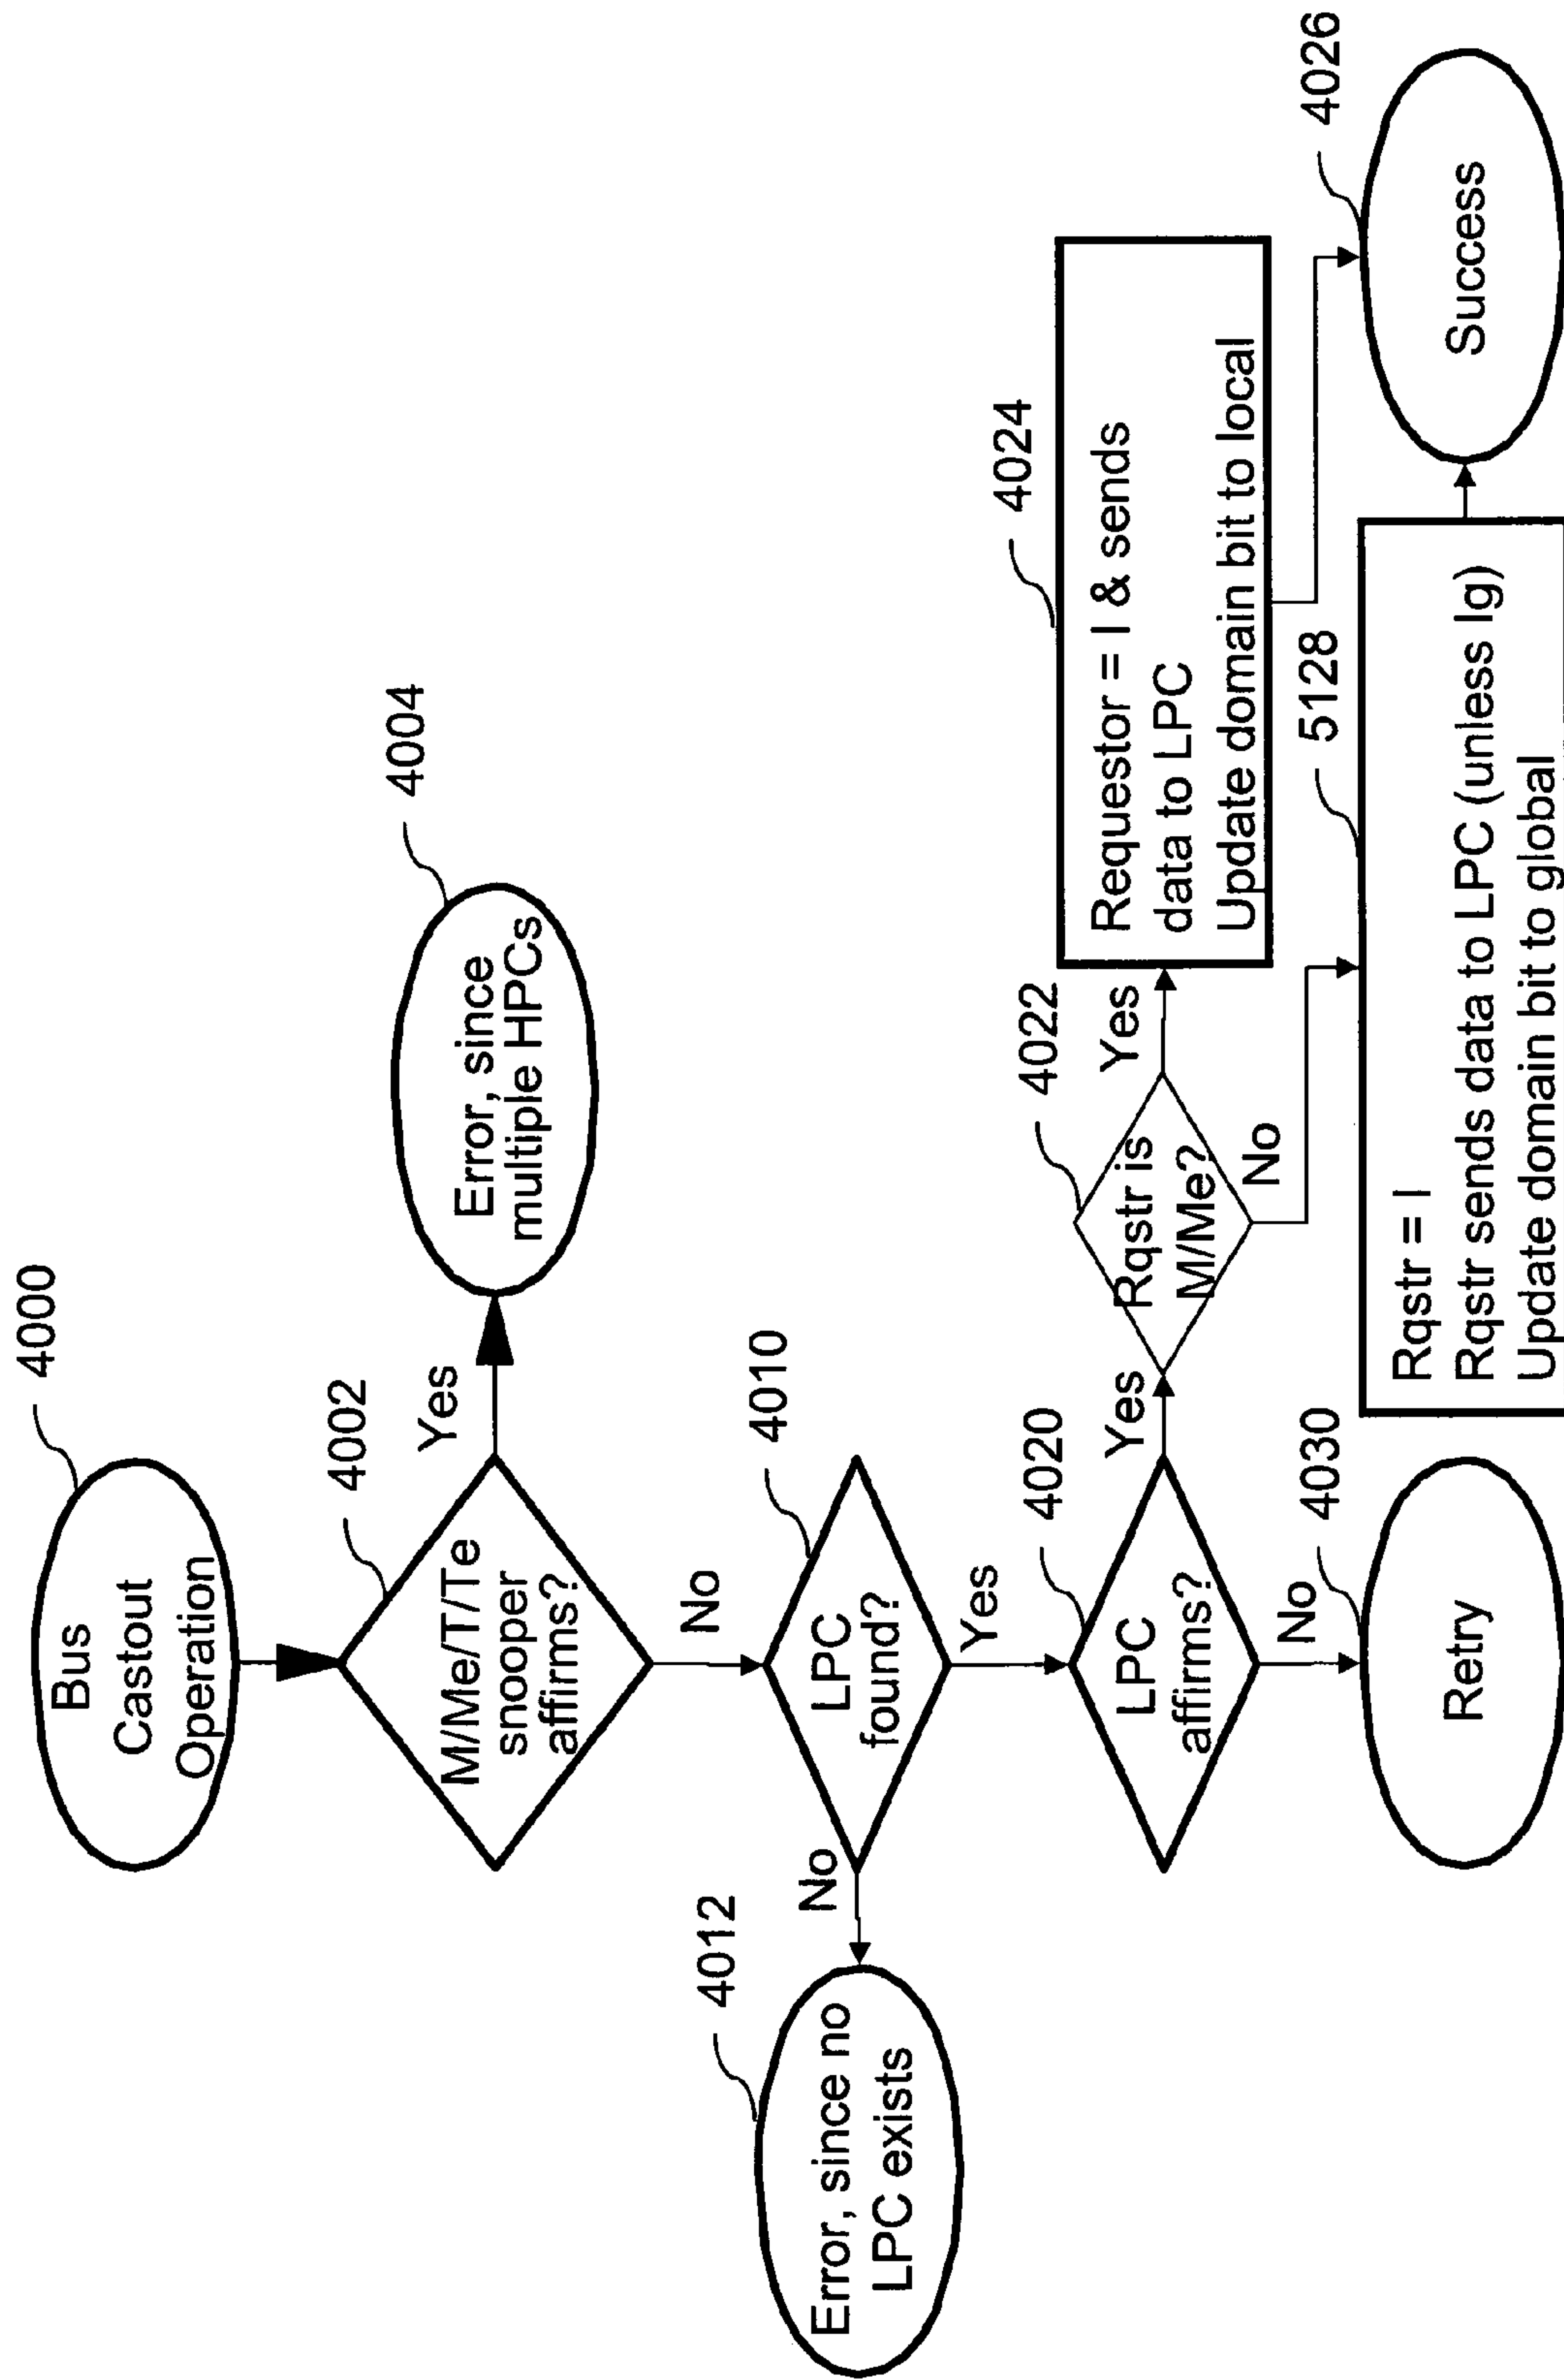 4000
Bus
Castout
Operation
4002
M/Me/T/Te
snooper
affirms?
Yes
4004
Error, since
multiple HPCs
No
4010
LPC
found?
No
4012
Error, since no
LPC exists
Yes
4020
LPC
affirms?
Yes
4022
Rqstr is
M/Me?
Yes
4024
Requestor = I & sends
data to LPC
Update domain bit to local
No
5128
Rqstr = I
Rqstr sends data to LPC (unless Ig)
Update domain bit to global
4026
Success
No
4030
Retry